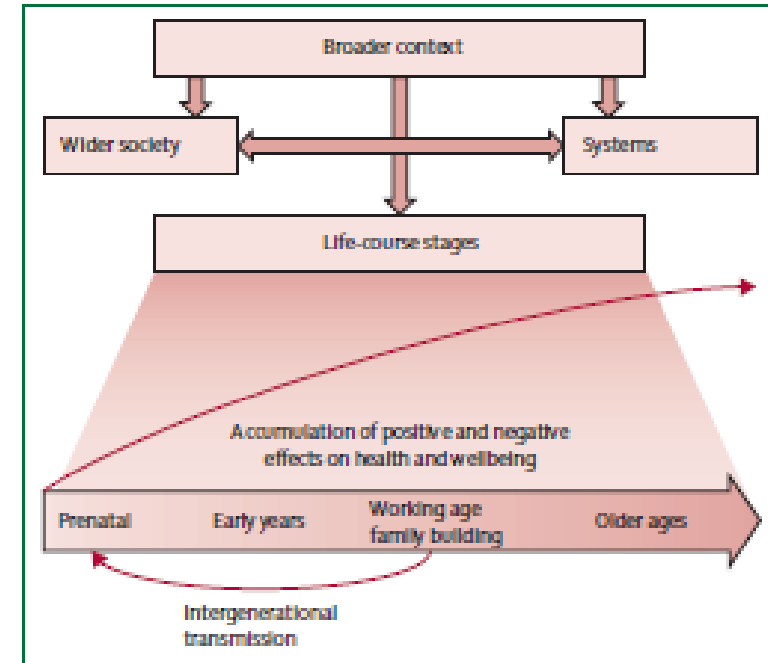 Broader context
Wider society
Systems
Life-course stages
Accumulation of positive and negative
effects on health and wellbeing
Prenatal
Early years
Working age
family building
Older ages
Intergenerational
transmission